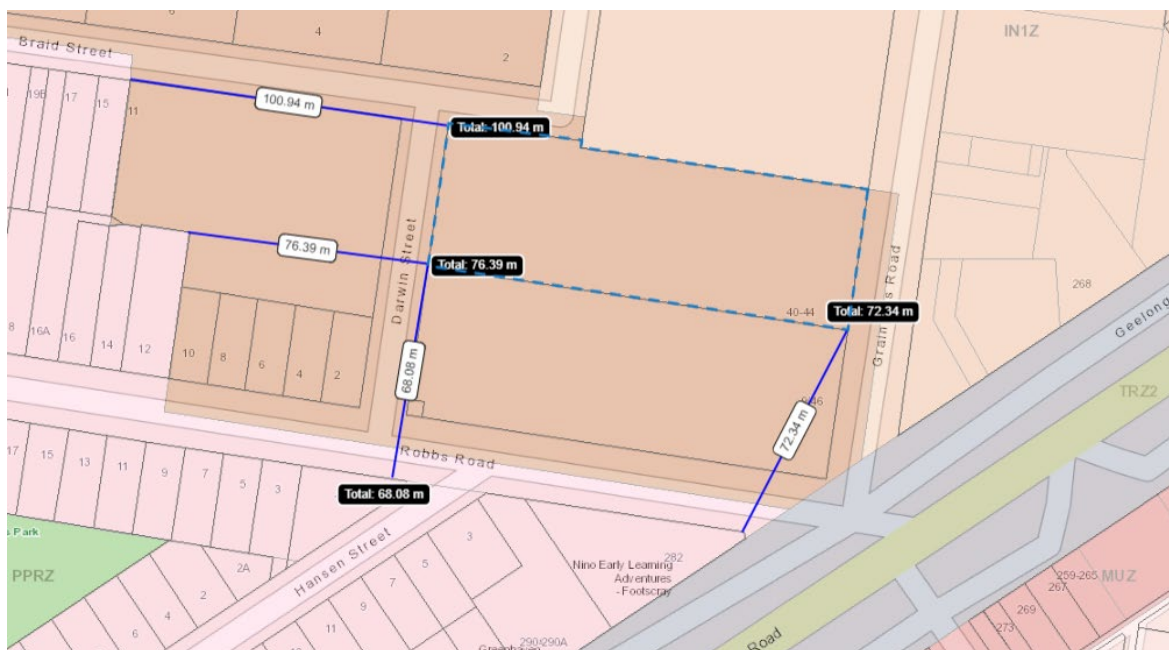 Braid Street
6
4
2
IN1Z
19B
17
15
11
100.94 m
Total: 100.94 m
76.39 m
Total: 76.39 m
Darwin Street
68.08 m
Total: 68.08 m
40-44
Total: 72.34 m
72.34 m
268
Geelong
TRZ2
8
16A
16
14
12
10
8
6
4
2
Robbs Road
17
15
13
11
9
7
5
3
s Park
PPRZ
2A
2
4
6
Hansen Street
3
5
7
9
11
282
Nino Early Learning
Adventures
- Footscray
290/290A
Road
259-265
267
MUZ
269
273